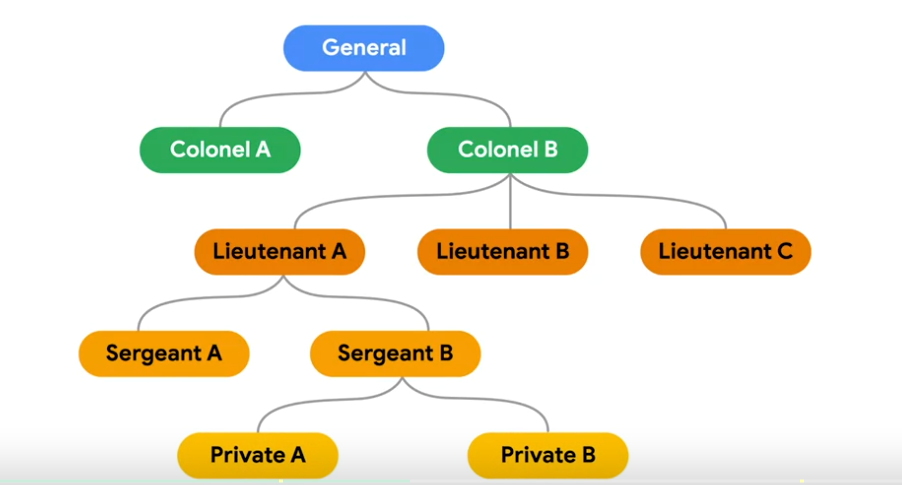 General
Colonel A
Colonel B
Lieutenant A
Lieutenant B
Lieutenant C
Sergeant A
Sergeant B
Private A
Private B